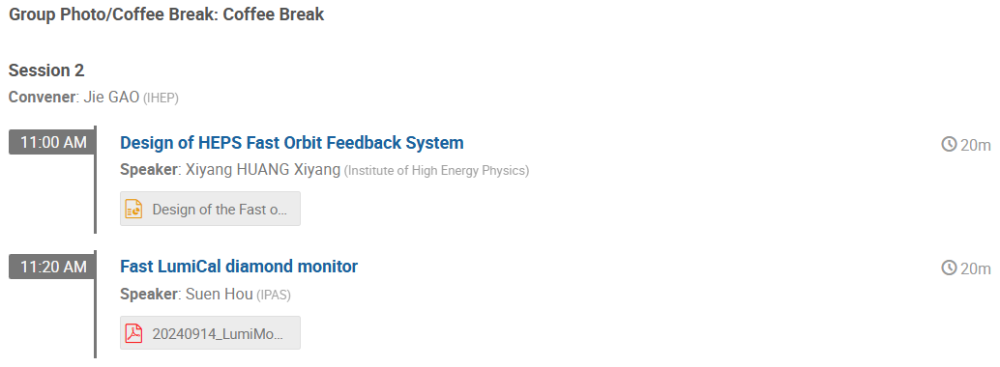 Group Photo/Coffee Break: Coffee Break
Session 2
Convener: Jie GAO (IHEP)
11:00 AM Design of HEPS Fast Orbit Feedback System 20m
Speaker: Xiyang HUANG Xiyang (Institute of High Energy Physics)
Design of the Fast o...
11:20 AM Fast LumiCal diamond monitor 20m
Speaker: Suen Hou (IPAS)
20240914_LumiMo...